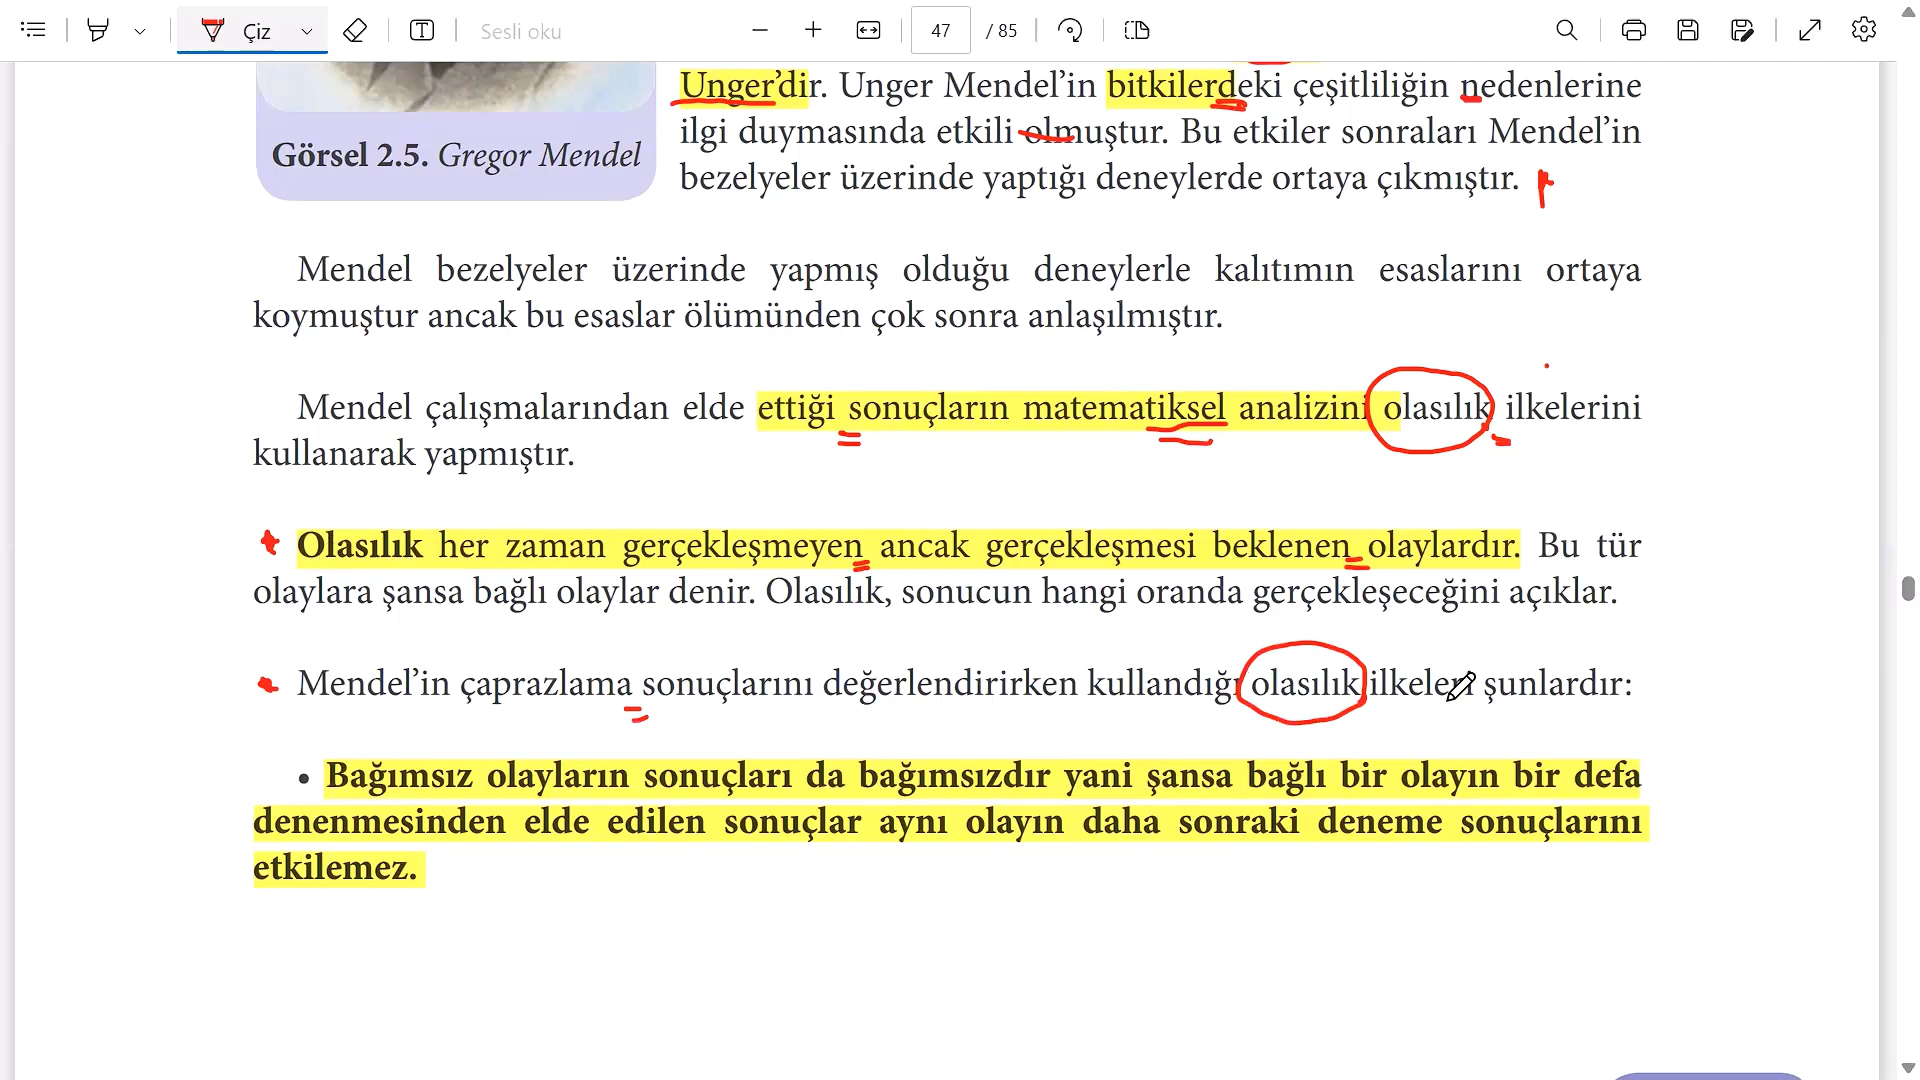 Çiz
Sesli oku
47
/ 85
Unger’dir. Unger Mendel’in bitkilerdeki çeşitliliğin nedenlerine
ilgi duymasında etkili olmuştur. Bu etkiler sonraları Mendel’in
bezelyeler üzerinde yaptığı deneylerde ortaya çıkmıştır.
Görsel 2.5. Gregor Mendel
Mendel bezelyeler üzerinde yapmış olduğu deneylerle kalıtımın esaslarını ortaya
koymuştur ancak bu esaslar ölümünden çok sonra anlaşılmıştır.
Mendel çalışmalarından elde ettiği sonuçların matematiksel analizini olasılık ilkelerini
kullanarak yapmıştır.
Olasılık her zaman gerçekleşmeyen ancak gerçekleşmesi beklenen olaylardır. Bu tür
olaylara şansa bağlı olaylar denir. Olasılık, sonucun hangi oranda gerçekleşeceğini açıklar.
Mendel’in çaprazlama sonuçlarını değerlendirirken kullandığı olasılık ilkeleri şunlardır:
• Bağımsız olayların sonuçları da bağımsızdır yani şansa bağlı bir olayın bir defa
denenmesinden elde edilen sonuçlar aynı olayın daha sonraki deneme sonuçlarını
etkilemez.